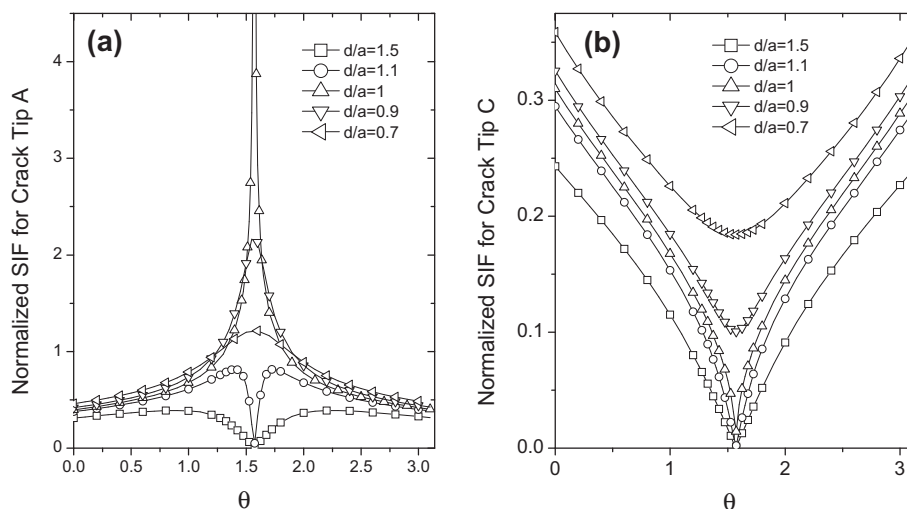 (a)
Normalized SIF for Crack Tip A
4
3
2
1
0
d/a=1.5
d/a=1.1
d/a=1
d/a=0.9
d/a=0.7
0.0 0.5 1.0 1.5 2.0 2.5 3.0
θ
(b)
Normalized SIF for Crack Tip C
0.3
0.2
0.1
0.0
d/a=1.5
d/a=1.1
d/a=1
d/a=0.9
d/a=0.7
0 1 2 3
θ